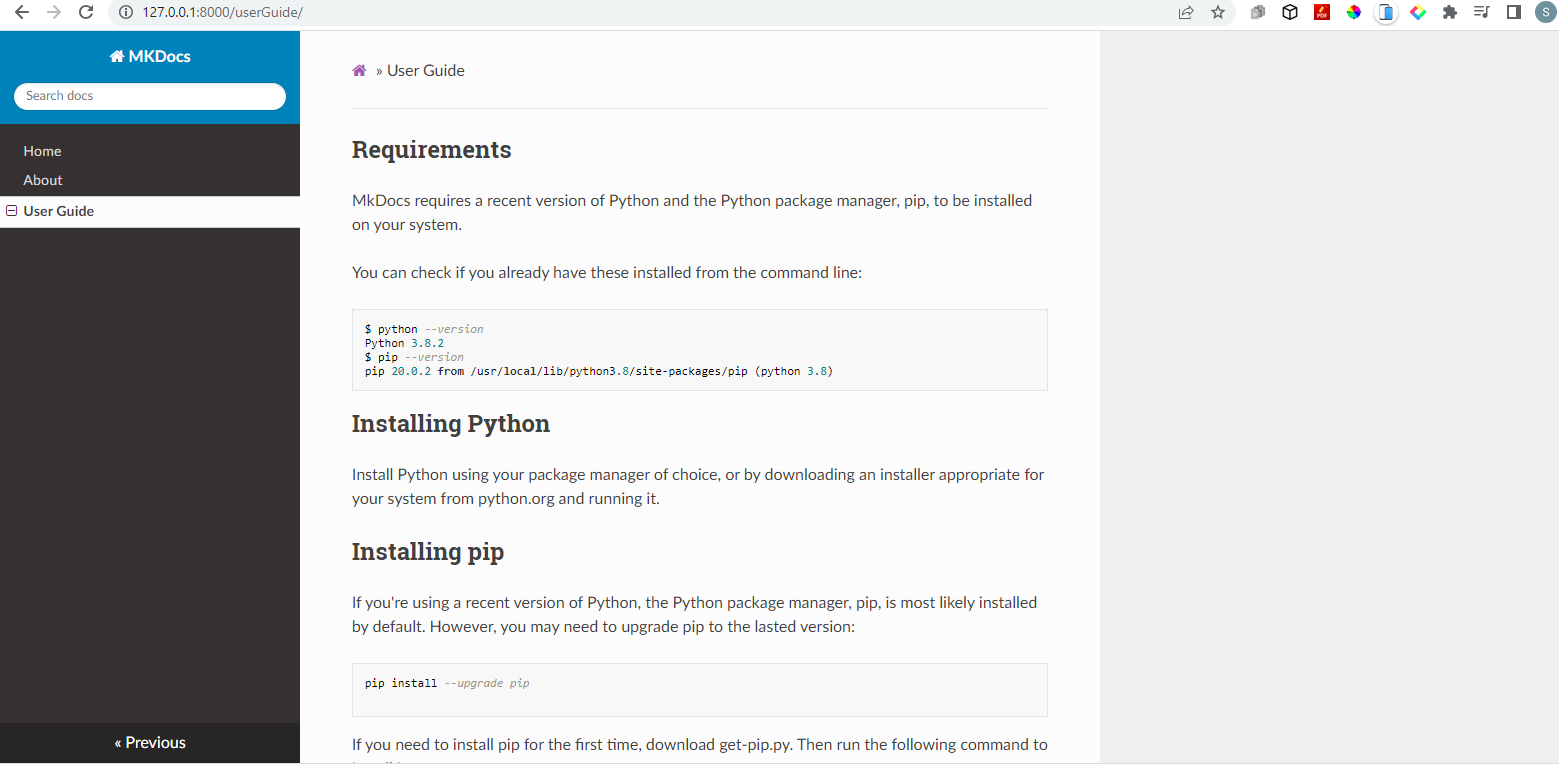 127.0.0.1:8000/userGuide/
PDF
S
MKDocs
Search docs
Home
About
User Guide
« Previous
» User Guide
Requirements
MkDocs requires a recent version of Python and the Python package manager, pip, to be installed
on your system.
You can check if you already have these installed from the command line:
$ python --version
Python 3.8.2
$ pip --version
pip 20.0.2 from /usr/local/lib/python3.8/site-packages/pip (python 3.8)
Installing Python
Install Python using your package manager of choice, or by downloading an installer appropriate for
your system from python.org and running it.
Installing pip
If you're using a recent version of Python, the Python package manager, pip, is most likely installed
by default. However, you may need to upgrade pip to the lasted version:
pip install --upgrade pip
If you need to install pip for the first time, download get-pip.py. Then run the following command to